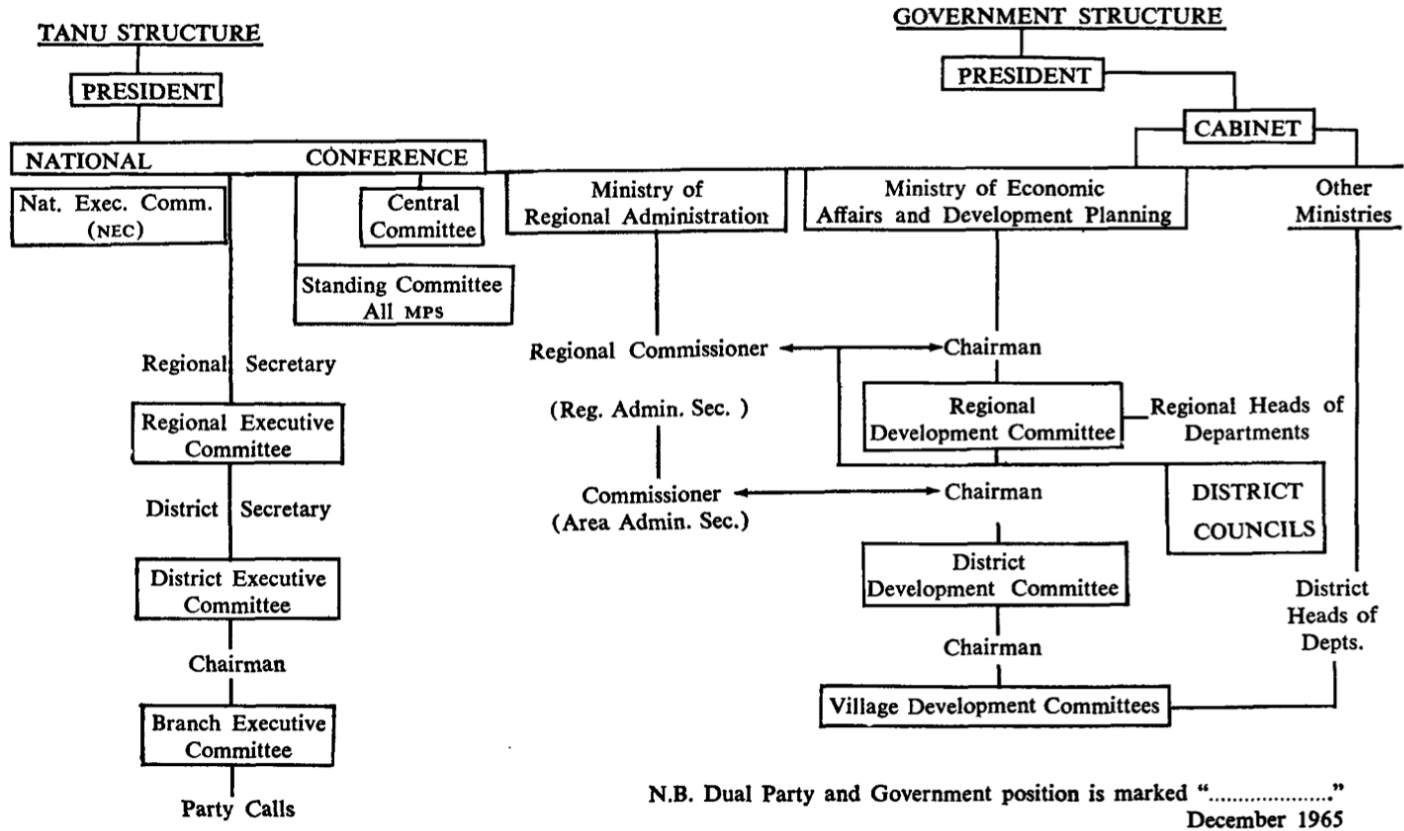 TANU STRUCTURE
PRESIDENT
NATIONAL CONFERENCE
Nat. Exec. Comm.
(NEC)
Central
Committee
Standing Committee
All MPS
Regional Secretary
Regional Executive
Committee
District Secretary
District Executive
Committee
Chairman
Branch Executive
Committee
Party Calls
GOVERNMENT STRUCTURE
PRESIDENT
CABINET
Ministry of
Regional Administration
Ministry of Economic
Affairs and Development Planning
Other
Ministries
Regional Commissioner
Chairman
(Reg. Admin. Sec. )
Regional
Development Committee
Regional Heads of
Departments
Commissioner
(Area Admin. Sec.)
Chairman
DISTRICT
COUNCILS
District
Development Committee
District
Heads of
Depts.
Chairman
Village Development Committees
N.B. Dual Party and Government position is marked “.....................”
December 1965